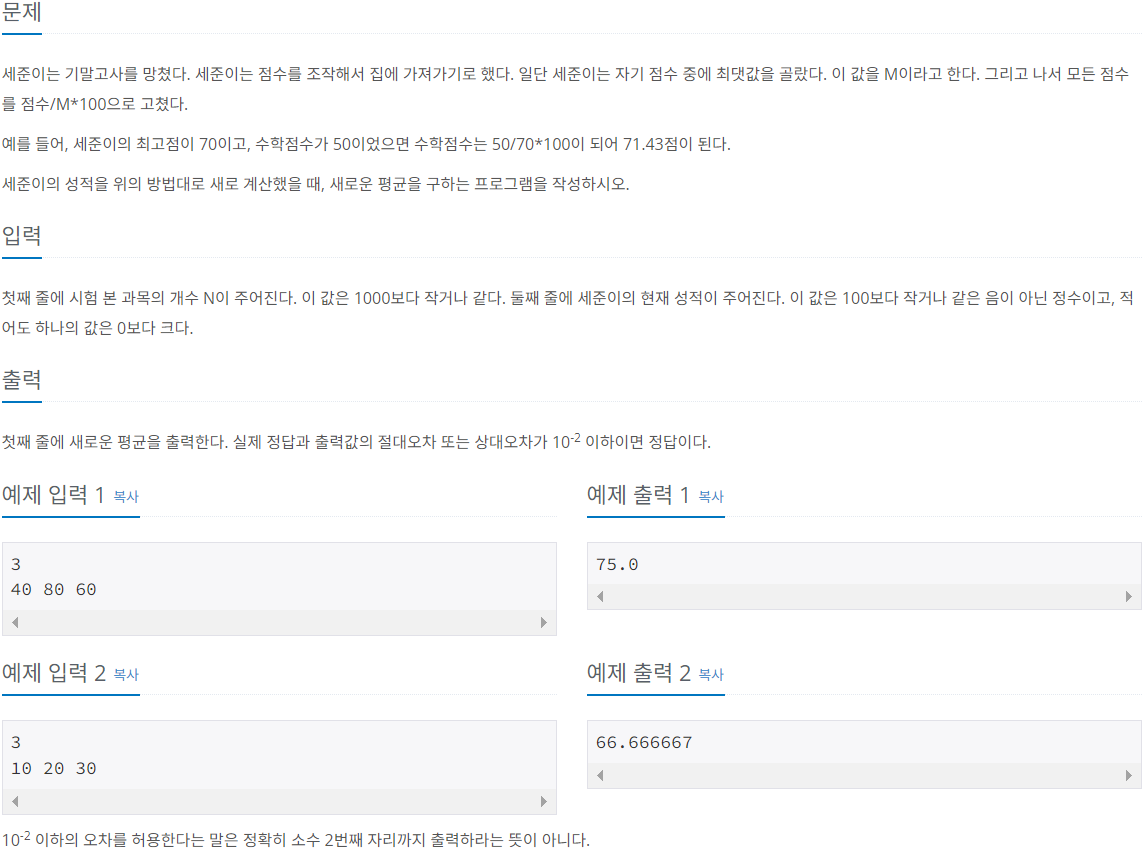 문제
세준이는 기말고사를 망쳤다. 세준이는 점수를 조작해서 집에 가져가기로 했다. 일단 세준이는 자기 점수 중에 최댓값을 골랐다. 이 값을 M이라고 한다. 그리고 나서 모든 점수
를 점수/M*100으로 고쳤다.
예를 들어, 세준이의 최고점이 70이고, 수학점수가 50이었으면 수학점수는 50/70*100이 되어 71.43점이 된다.
세준이의 성적을 위의 방법대로 새로 계산했을 때, 새로운 평균을 구하는 프로그램을 작성하시오.
입력
첫째 줄에 시험 본 과목의 개수 N이 주어진다. 이 값은 1000보다 작거나 같다. 둘째 줄에 세준이의 현재 성적이 주어진다. 이 값은 100보다 작거나 같은 음이 아닌 정수이고, 적
어도 하나의 값은 0보다 크다.
출력
첫째 줄에 새로운 평균을 출력한다. 실제 정답과 출력값의 절대오차 또는 상대오차가 10-2 이하이면 정답이다.
예제 입력 1 복사
3
40 80 60
예제 출력 1 복사
75.0
예제 입력 2 복사
3
10 20 30
예제 출력 2 복사
66.666667
10-2 이하의 오차를 허용한다는 말은 정확히 소수 2번째 자리까지 출력하라는 뜻이 아니다.